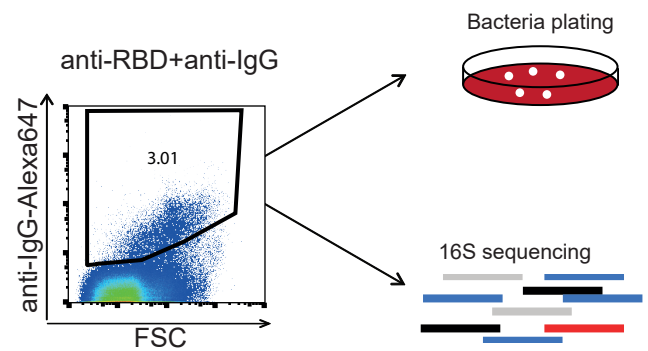 Bacteria plating
anti-RBD+anti-IgG
anti-IgG-Alexa647
3.01
FSC
16S sequencing